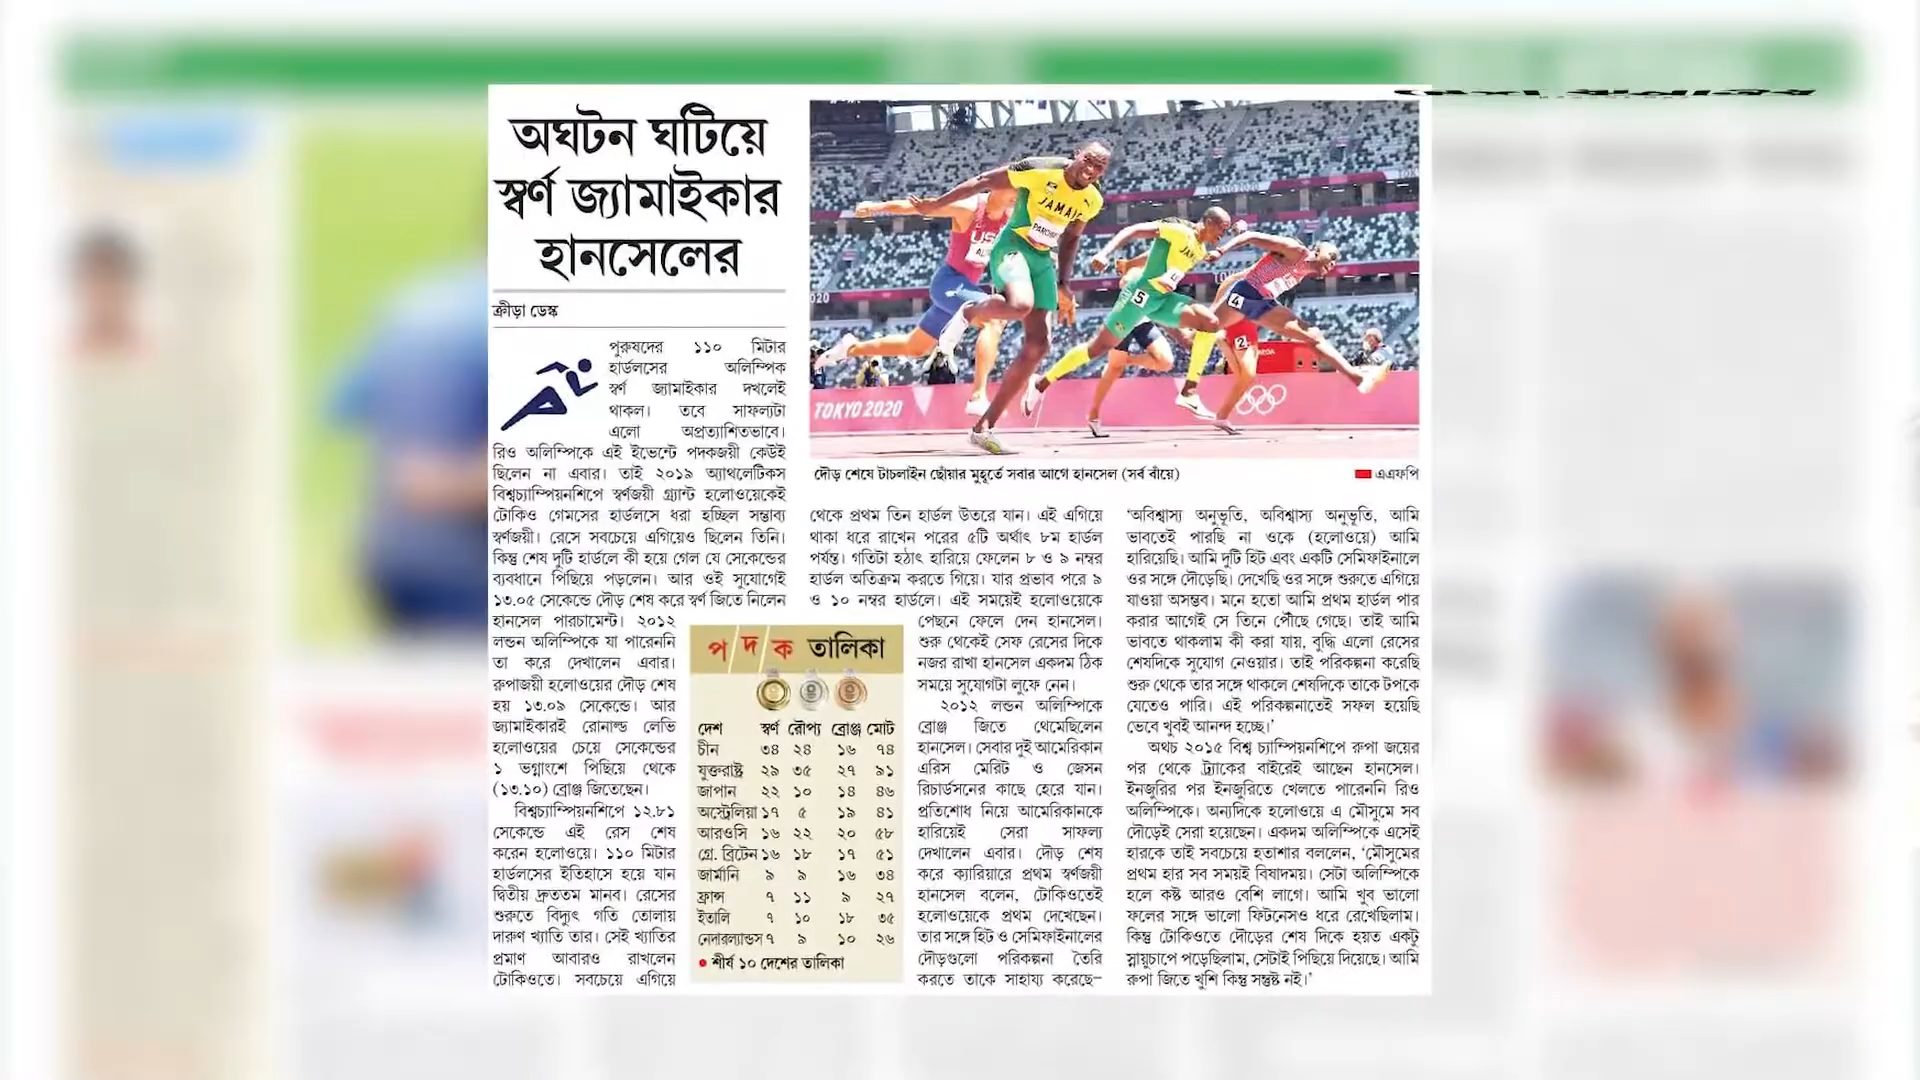 অঘটন ঘটিয়ে
স্বর্ণ জ্যামাইকার
হানসেলের
ক্রীড়া ডেস্ক
পুরুষদের ১১০ মিটার
হার্ডলসের অলিম্পিক
স্বর্ণ জ্যামাইকার দখলেই
থাকল। তবে সাফল্যটা
এলো অপ্রত্যাশিতভাবে।
রিও অলিম্পিকে এই ইভেন্টে পদকজয়ী কেউই
ছিলেন না এবার। তাই ২০১৯ অ্যাথলেটিকস
বিশ্বচ্যাম্পিয়নশিপে স্বর্ণজয়ী গ্র্যান্ট হলোওয়েকেই
টোকিও গেমসের হার্ডলসে ধরা হচ্ছিল সম্ভাব্য
স্বর্ণজয়ী। রেসে সবচেয়ে এগিয়েও ছিলেন তিনি।
কিন্তু শেষ দুটি হার্ডলে কী হয়ে গেল যে সেকেন্ডের
ব্যবধানে পিছিয়ে পড়লেন। আর ওই সুযোগেই
১৩.০৫ সেকেন্ডে দৌড় শেষ করে স্বর্ণ জিতে নিলেন
হানসেল পারচামেন্ট। ২০১২
লন্ডন অলিম্পিকে যা পারেননি
তা করে দেখালেন এবার।
রুপাজয়ী হলোওয়ের দৌড় শেষ
হয় ১৩.০৯ সেকেন্ডে। আর
জ্যামাইকারই রোনাল্ড লেভি
হলোওয়ের চেয়ে সেকেন্ডের
১ ভগ্নাংশে পিছিয়ে থেকে
(১৩.১০) ব্রোঞ্জ জিতেছেন।
বিশ্বচ্যাম্পিয়নশিপে ১২.৮১
সেকেন্ডে এই রেস শেষ
করেন হলোওয়ে। ১১০ মিটার
হার্ডলসের ইতিহাসে হয়ে যান
দ্বিতীয় দ্রুততম মানব। রেসের
শুরুতে বিদ্যুৎ গতি তোলায়
দারুণ খ্যাতি তার। সেই খ্যাতির
প্রমাণ আবারও রাখলেন
টোকিওতে। সবচেয়ে এগিয়ে
JAMAI
USA
TOKYO 2020
5
4
2
দৌড় শেষে টাচলাইন ছোঁয়ার মুহূর্তে সবার আগে হানসেল (সর্ব বাঁয়ে)
এএফপি
থেকে প্রথম তিন হার্ডল উতরে যান। এই এগিয়ে
থাকা ধরে রাখেন পরের ৫টি অর্থাৎ ৮ম হার্ডল
পর্যন্ত। গতিটা হঠাৎ হারিয়ে ফেলেন ৮ ও ৯ নম্বর
হার্ডল অতিক্রম করতে গিয়ে। যার প্রভাব পরে ৯
ও ১০ নম্বর হার্ডলে। এই সময়েই হলোওয়েকে
পেছনে ফেলে দেন হানসেল।
শুরু থেকেই সেফ রেসের দিকে
নজর রাখা হানসেল একদম ঠিক
সময়ে সুযোগটা লুফে নেন।
২০১২ লন্ডন অলিম্পিকে
ব্রোঞ্জ জিতে থেমেছিলেন
হানসেল। সেবার দুই আমেরিকান
এরিস মেরিট ও জেসন
রিচার্ডসনের কাছে হেরে যান।
প্রতিশোধ নিয়ে আমেরিকানকে
হারিয়েই সেরা সাফল্য
দেখালেন এবার। দৌড় শেষ
করে ক্যারিয়ারে প্রথম স্বর্ণজয়ী
হানসেল বলেন, টোকিওতেই
হলোওয়েকে প্রথম দেখেছেন।
তার সঙ্গে হিট ও সেমিফাইনালের
দৌড়গুলো পরিকল্পনা তৈরি
করতে তাকে সাহায্য করেছে–
পদক তালিকা
দেশ স্বর্ণ রৌপ্য ব্রোঞ্জ মোট
চীন ৩৪ ২৪ ১৬ ৭৪
যুক্তরাষ্ট্র ২৯ ৩৫ ২৭ ৯১
জাপান ২২ ১০ ১৪ ৪৬
অস্ট্রেলিয়া ১৭ ৫ ১৯ ৪১
আরওসি ১৬ ২২ ২০ ৫৮
গ্রে. ব্রিটেন ১৬ ১৮ ১৭ ৫১
জার্মানি ৯ ৯ ১৬ ৩৪
ফ্রান্স ৭ ১১ ৯ ২৭
ইতালি ৭ ১০ ১৮ ৩৫
নেদারল্যান্ডস ৭ ৯ ১০ ২৬
• শীর্ষ ১০ দেশের তালিকা
‘অবিশ্বাস্য অনুভূতি, অবিশ্বাস্য অনুভূতি, আমি
ভাবতেই পারছি না ওকে (হলোওয়ে) আমি
হারিয়েছি। আমি দুটি হিট এবং একটি সেমিফাইনালে
ওর সঙ্গে দৌড়েছি। দেখেছি ওর সঙ্গে শুরুতে এগিয়ে
যাওয়া অসম্ভব। মনে হতো আমি প্রথম হার্ডল পার
করার আগেই সে তিনে পৌঁছে গেছে। তাই আমি
ভাবতে থাকলাম কী করা যায়, বুদ্ধি এলো রেসের
শেষদিকে সুযোগ নেওয়ার। তাই পরিকল্পনা করেছি
শুরু থেকে তার সঙ্গে থাকলে শেষদিকে তাকে টপকে
যেতেও পারি। এই পরিকল্পনাতেই সফল হয়েছি
ভেবে খুবই আনন্দ হচ্ছে।’
অথচ ২০১৫ বিশ্ব চ্যাম্পিয়নশিপে রুপা জয়ের
পর থেকে ট্র্যাকের বাইরেই আছেন হানসেল।
ইনজুরির পর ইনজুরিতে খেলতে পারেননি রিও
অলিম্পিকে। অন্যদিকে হলোওয়ে এ মৌসুমে সব
দৌড়েই সেরা হয়েছেন। একদম অলিম্পিকে এসেই
হারকে তাই সবচেয়ে হতাশার বললেন, ‘মৌসুমের
প্রথম হার সব সময়ই বিষাদময়। সেটা অলিম্পিকে
হলে কষ্ট আরও বেশি লাগে। আমি খুব ভালো
ফলের সঙ্গে ভালো ফিটনেসও ধরে রেখেছিলাম।
কিন্তু টোকিওতে দৌড়ের শেষ দিকে হয়ত একটু
স্নায়ুচাপে পড়েছিলাম, সেটাই পিছিয়ে দিয়েছে। আমি
রুপা জিতে খুশি কিন্তু সন্তুষ্ট নই।’